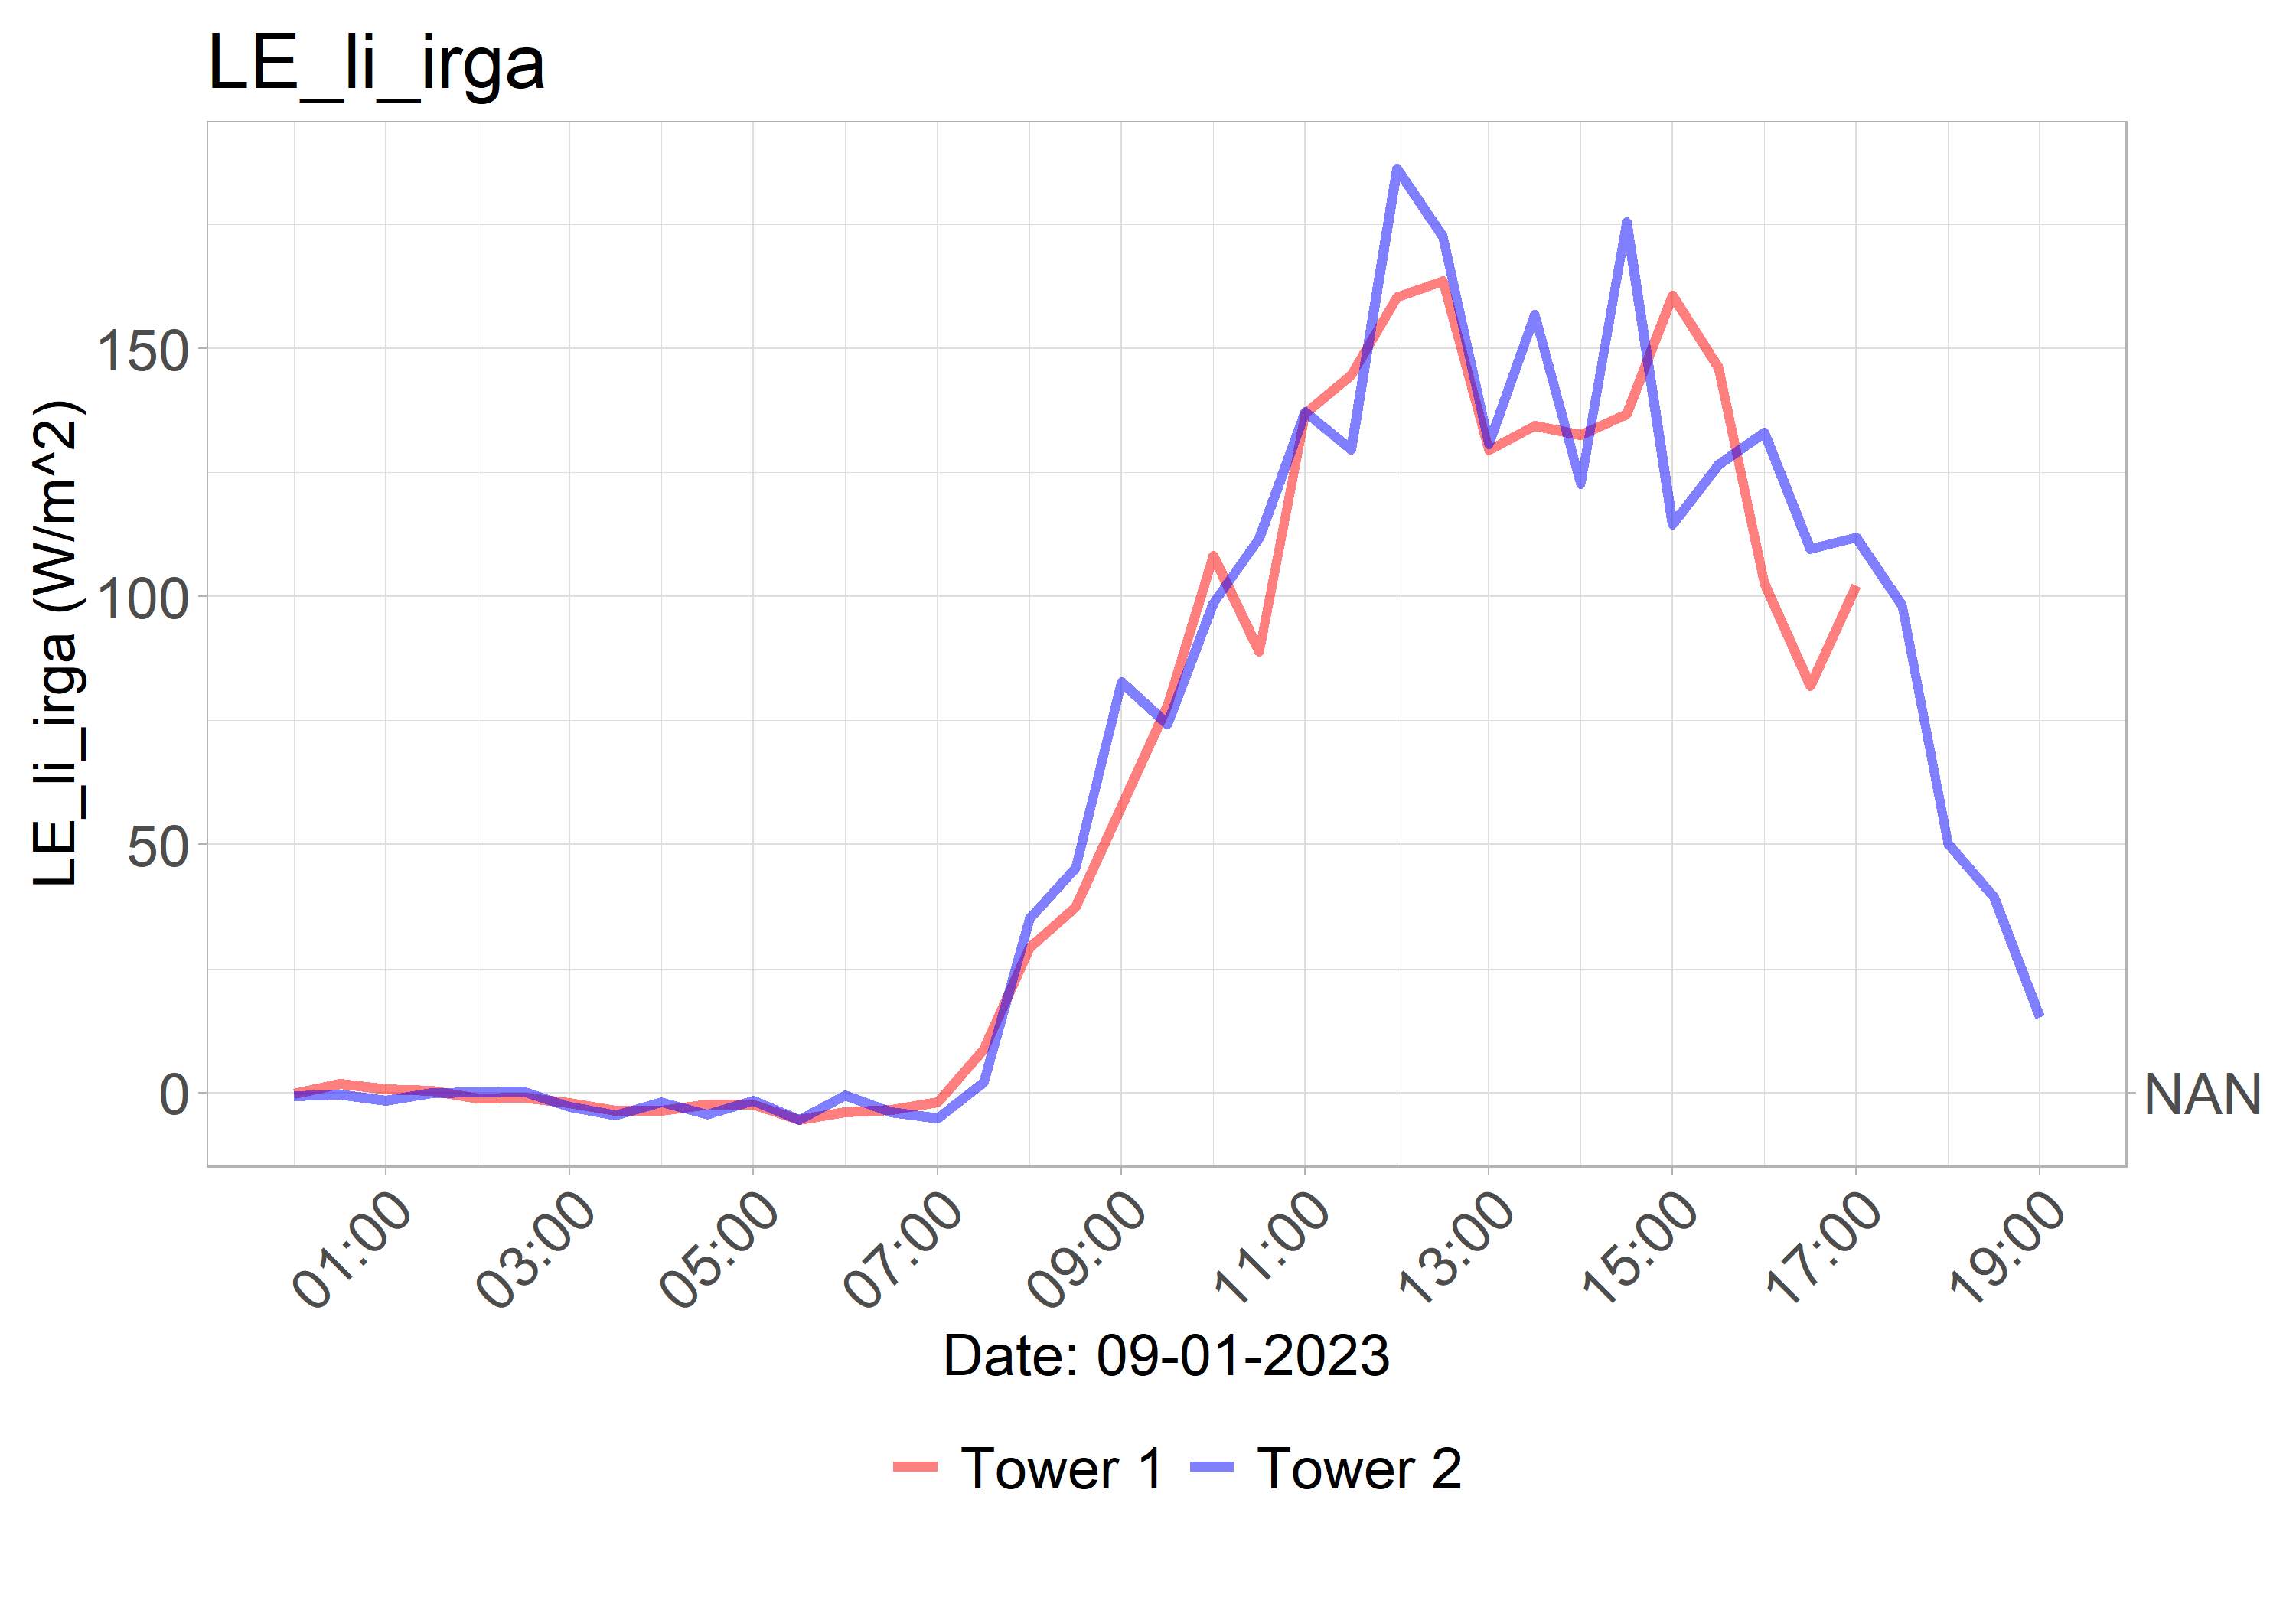 LE_li_irga
LE_li_irga (W/m^2)
150
100
50
0
NAN
01:00
03:00
05:00
07:00
09:00
11:00
13:00
15:00
17:00
19:00
Date: 09-01-2023
Tower 1
Tower 2